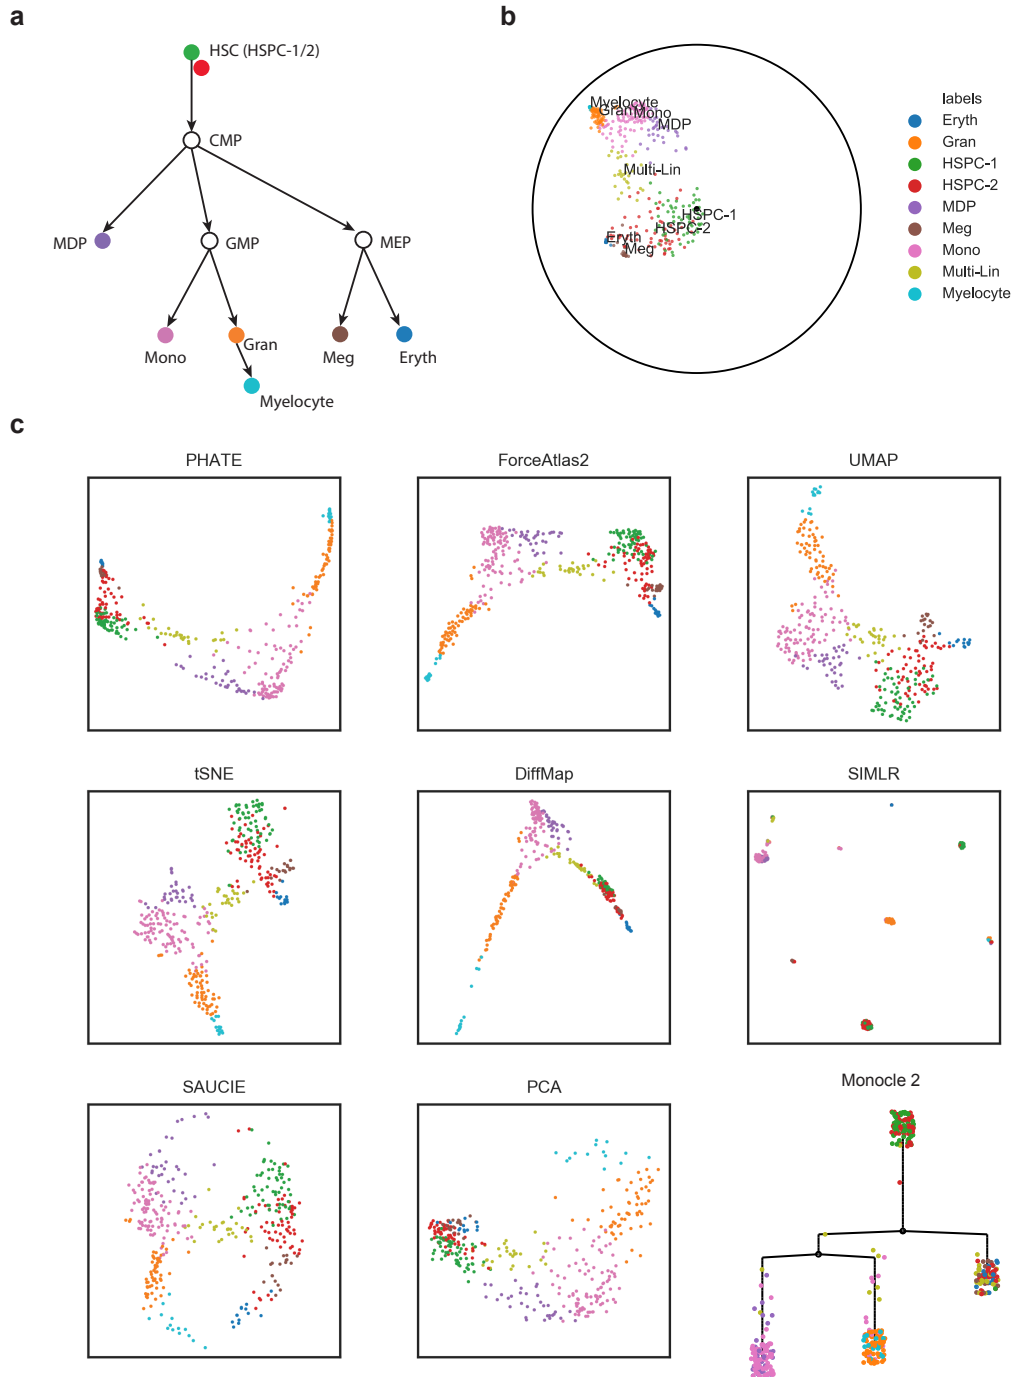 a
HSC (HSPC-1/2)
CMP
MDP
GMP
MEP
Mono
Gran
Meg
Eryth
Myelocyte
b
Myelocyte
Gran
Mono
MDP
Multi-Lin
HSPC-1
HSPC-2
Eryth
Meg
labels
Eryth
Gran
HSPC-1
HSPC-2
MDP
Meg
Mono
Multi-Lin
Myelocyte
c
PHATE
ForceAtlas2
UMAP
tSNE
DiffMap
SIMLR
SAUCIE
PCA
Monocle 2